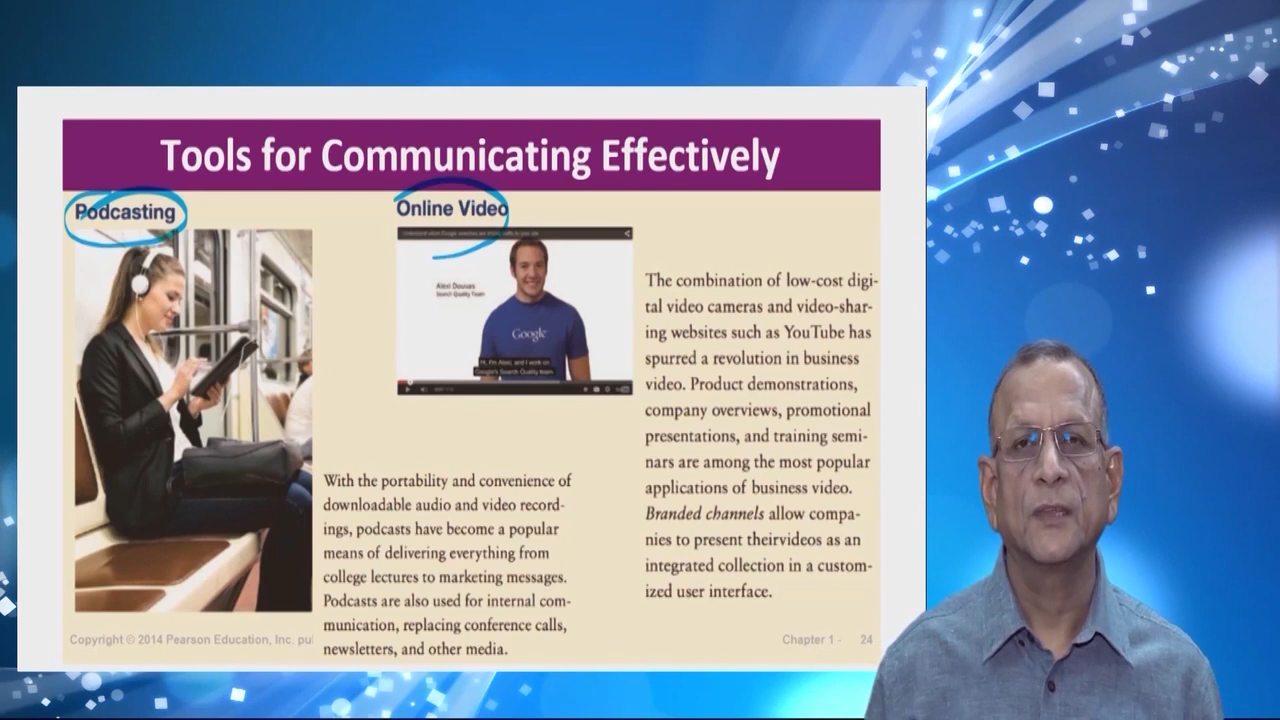 Tools for Communicating Effectively
Podcasting
Online Video
Alexi Douvas
Search Quality Team
Google
Hi, I'm Alexi, and I work on
Google's Search Quality team.
With the portability and convenience of
downloadable audio and video record-
ings, podcasts have become a popular
means of delivering everything from
college lectures to marketing messages.
Podcasts are also used for internal com-
munication, replacing conference calls,
newsletters, and other media.
The combination of low-cost digi-
tal video cameras and video-shar-
ing websites such as YouTube has
spurred a revolution in business
video. Product demonstrations,
company overviews, promotional
presentations, and training semi-
nars are among the most popular
applications of business video.
Branded channels allow compa-
nies to present theirvideos as an
integrated collection in a custom-
ized user interface.
Copyright © 2014 Pearson Education, Inc. pu
Chapter 1 - 24